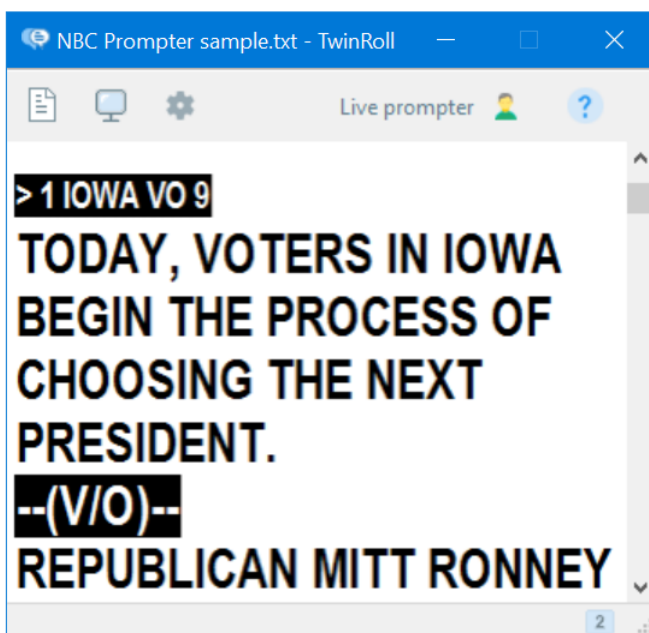 NBC Prompter sample.txt - TwinRoll
Live prompter
?
> 1 IOWA VO 9
TODAY, VOTERS IN IOWA
BEGIN THE PROCESS OF
CHOOSING THE NEXT
PRESIDENT.
--(V/O)--
REPUBLICAN MITT RONNEY
2